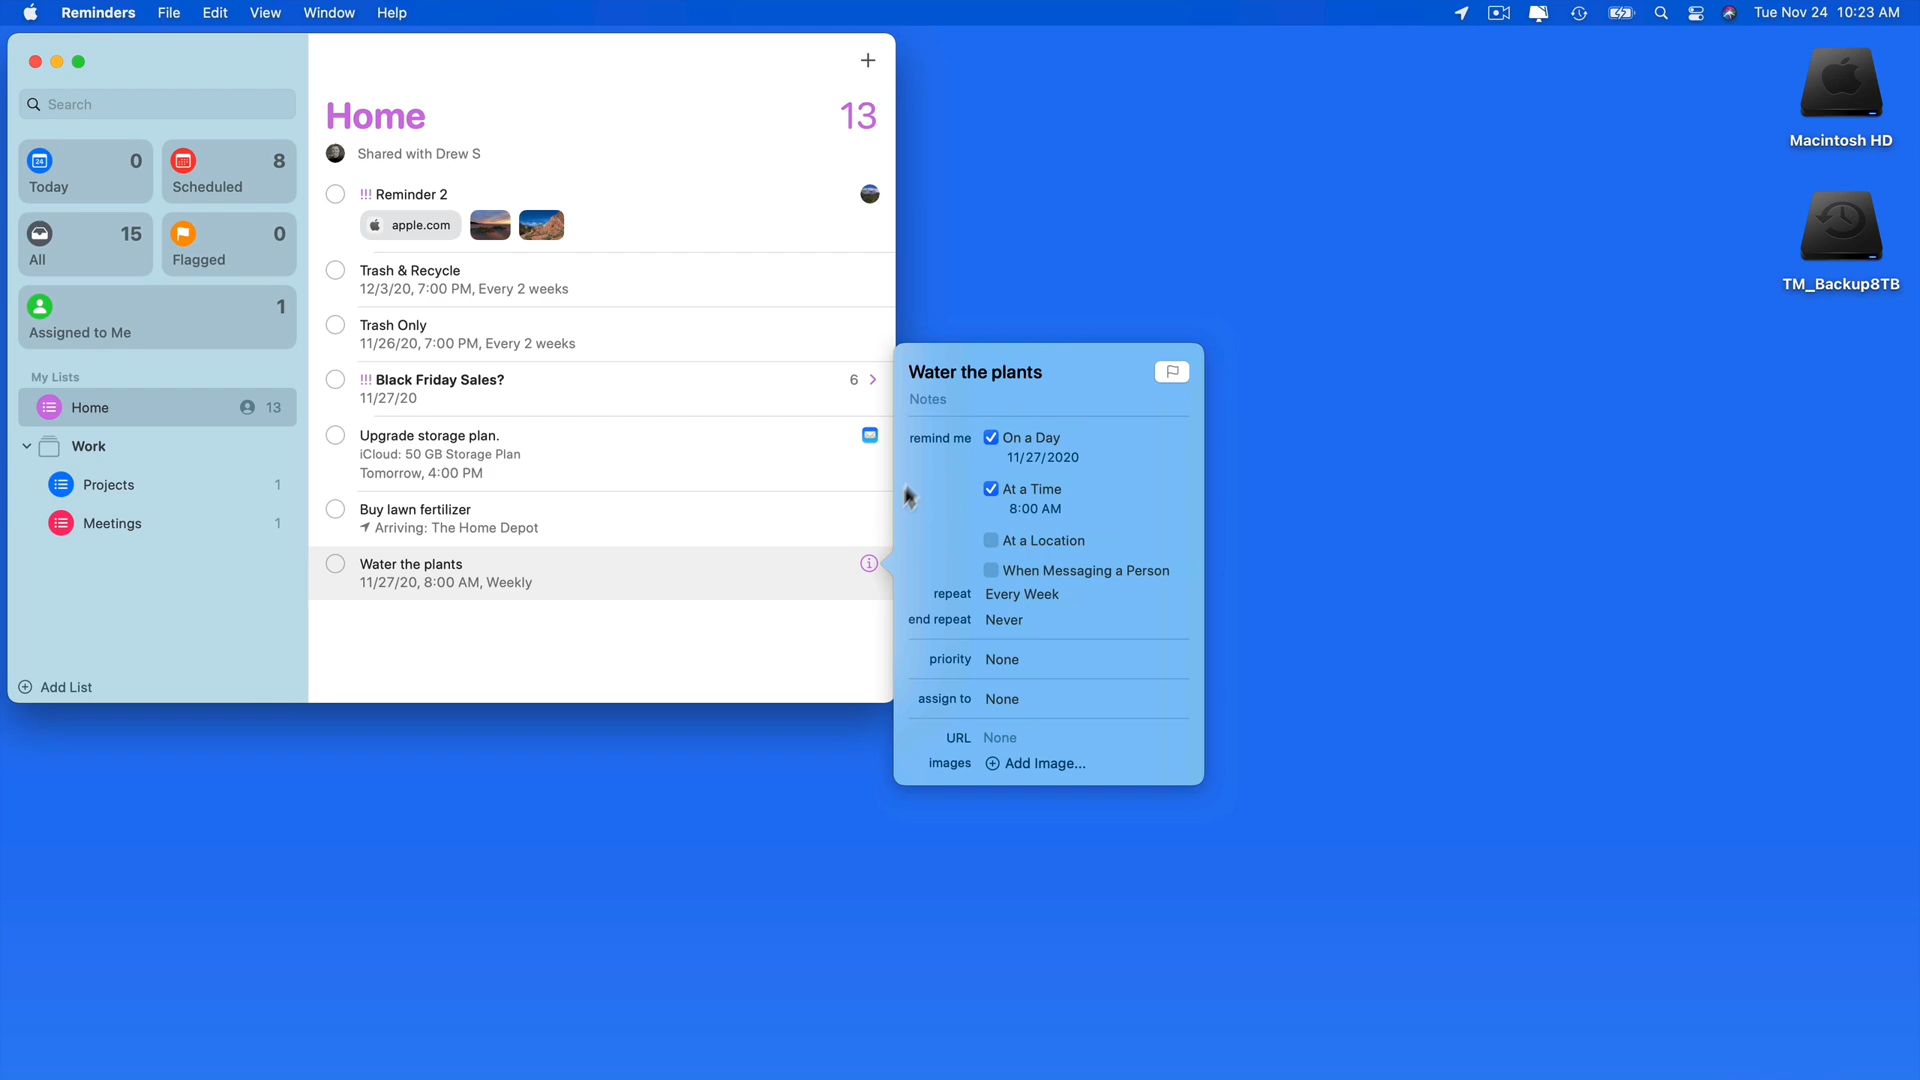 Reminders File Edit View Window Help
Tue Nov 24 10:23 AM
Search
24
0
Today
8
Scheduled
15
All
0
Flagged
1
Assigned to Me
My Lists
Home 13
Work
Projects 1
Meetings 1
Add List
Home 13
Shared with Drew S
!!! Reminder 2
apple.com
Trash & Recycle
12/3/20, 7:00 PM, Every 2 weeks
Trash Only
11/26/20, 7:00 PM, Every 2 weeks
!!! Black Friday Sales? 6
11/27/20
Upgrade storage plan.
iCloud: 50 GB Storage Plan
Tomorrow, 4:00 PM
Buy lawn fertilizer
Arriving: The Home Depot
Water the plants
11/27/20, 8:00 AM, Weekly
Water the plants
Notes
remind me On a Day
11/27/2020
At a Time
8:00 AM
At a Location
When Messaging a Person
repeat Every Week
end repeat Never
priority None
assign to None
URL None
images Add Image...
Macintosh HD
TM_Backup8TB